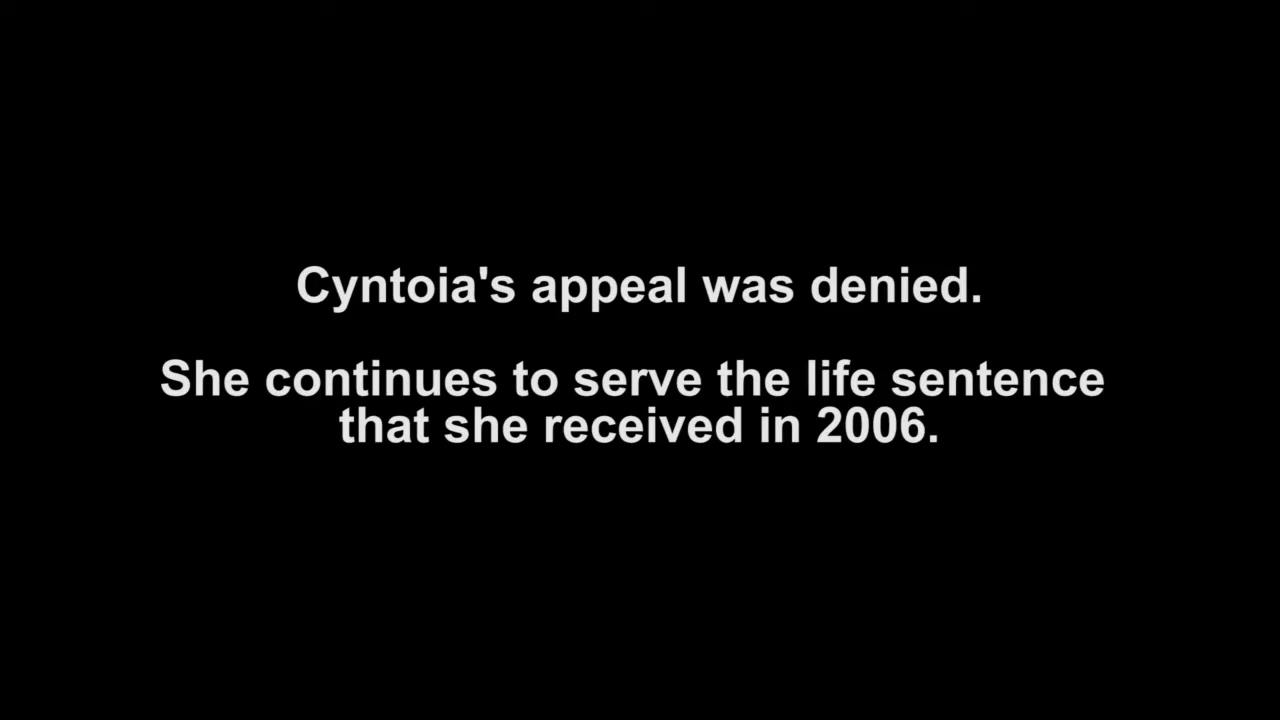 Cyntoia's appeal was denied.
She continues to serve the life sentence
that she received in 2006.